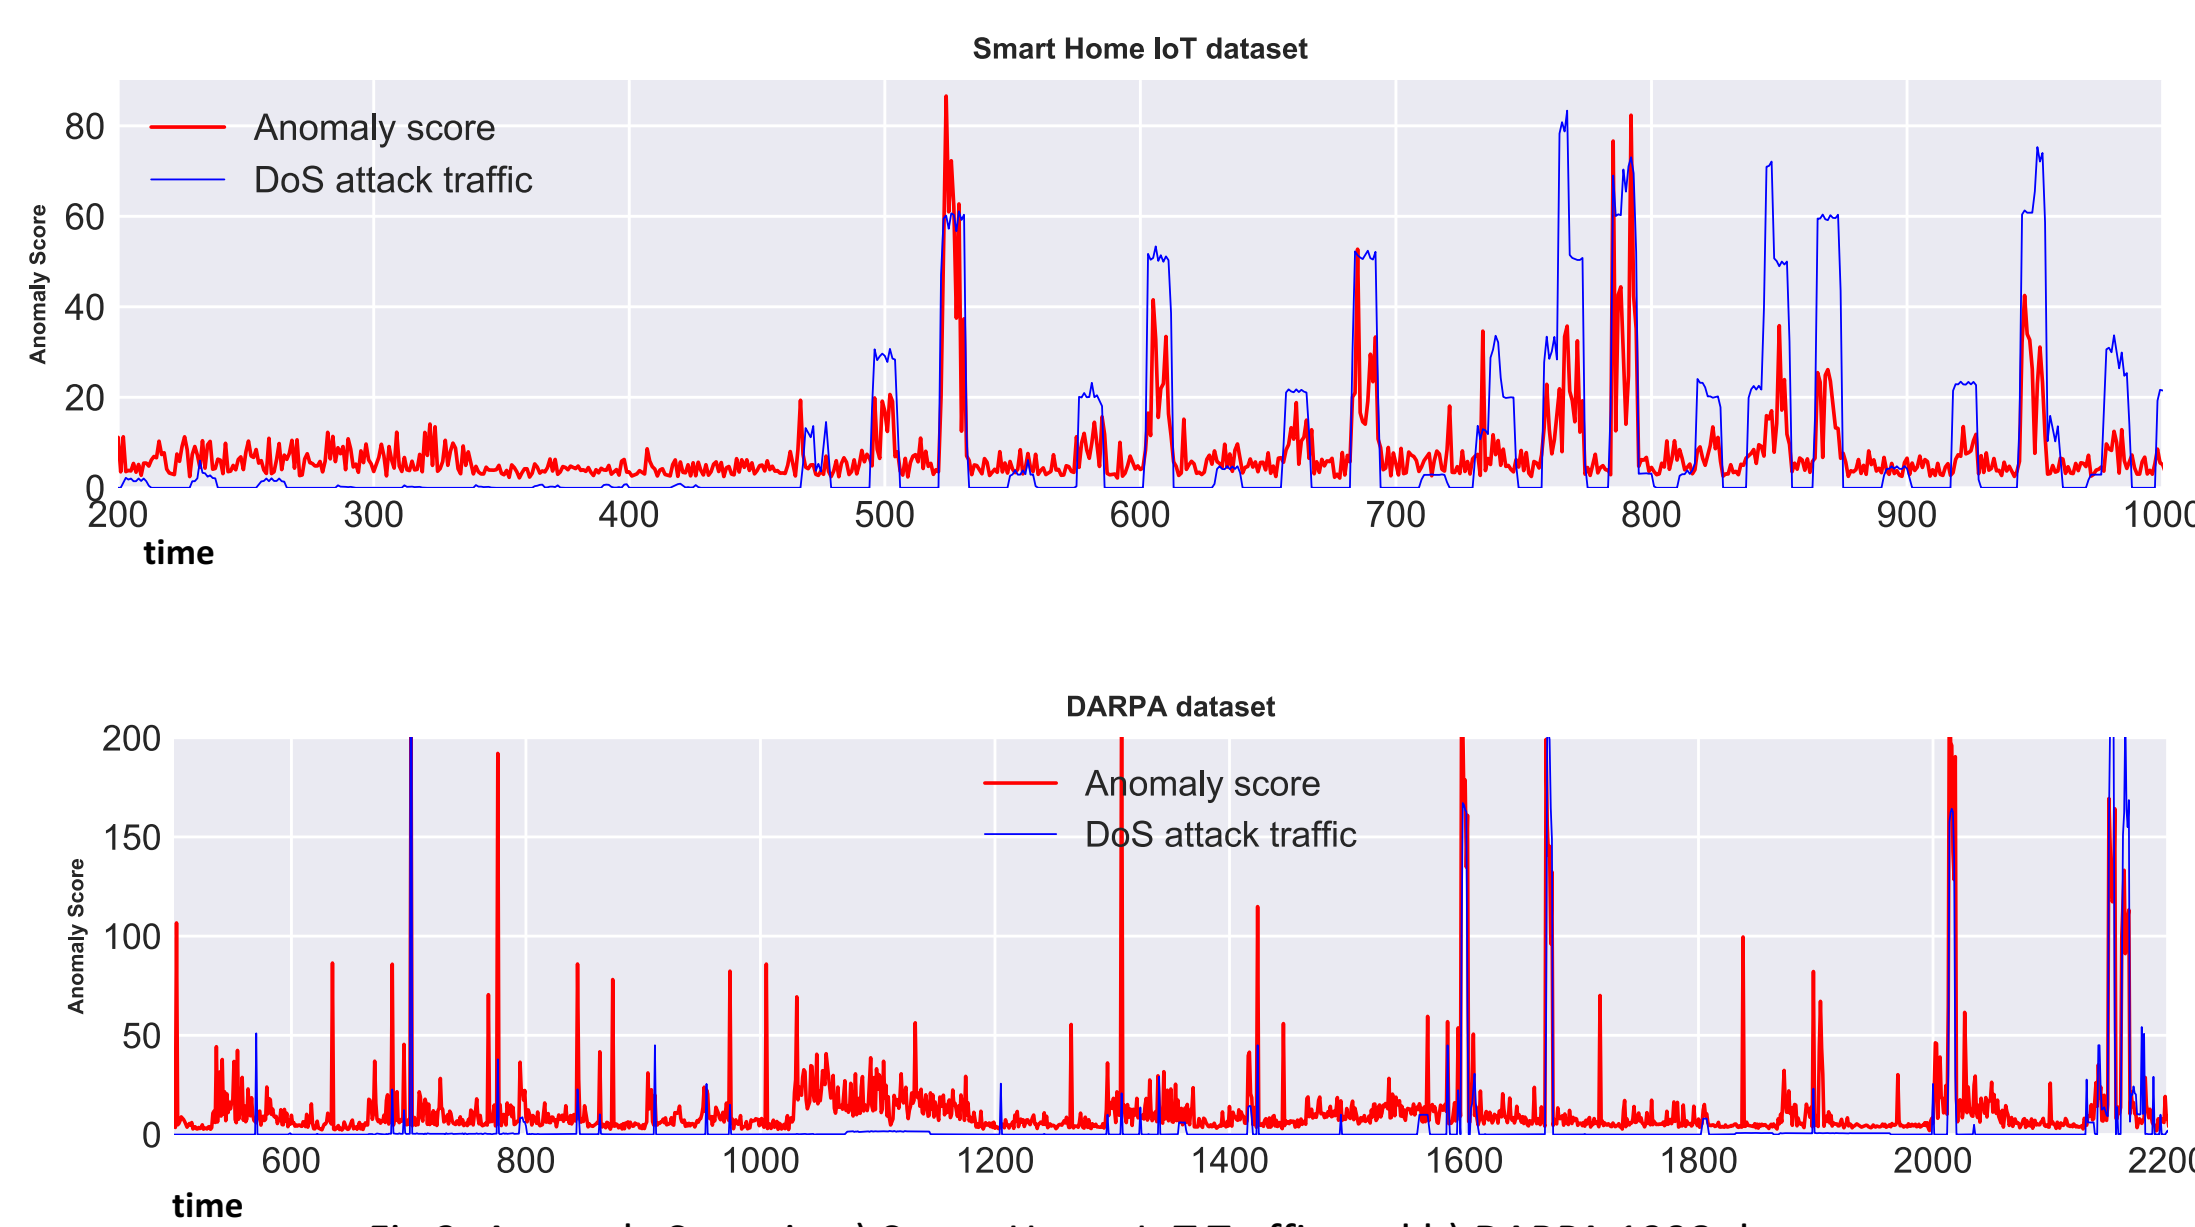 Smart Home IoT dataset
Anomaly score
DoS attack traffic
Anomaly Score
80
60
40
20
0
200 300 400 500 600 700 800 900 1000
time
DARPA dataset
Anomaly score
DoS attack traffic
Anomaly Score
200
150
100
50
0
600 800 1000 1200 1400 1600 1800 2000 2200
time